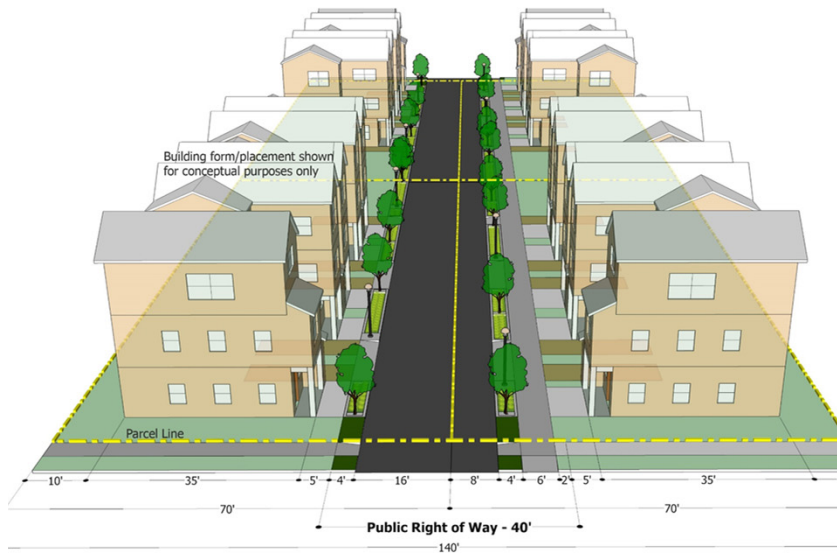 Building form/placement shown
for conceptual purposes only
Parcel Line
10' 35' 5' 4' 16' 8' 4' 6' 2' 5' 35'
70' 70'
Public Right of Way - 40'
140'